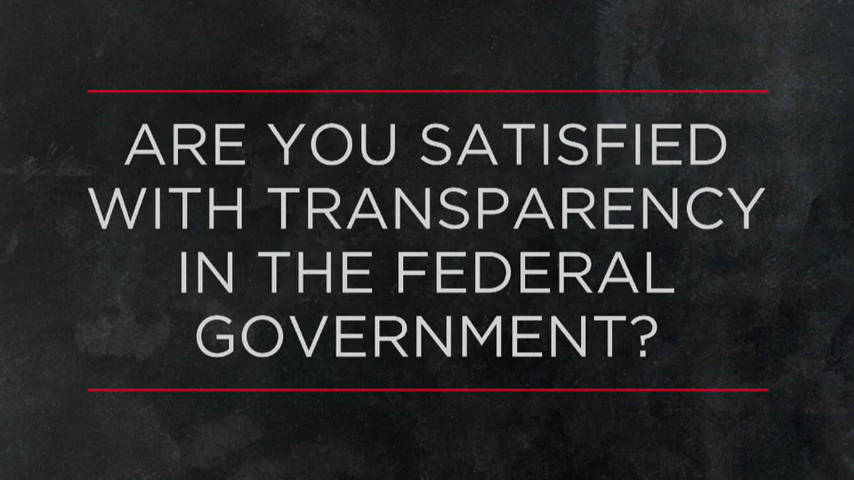 ARE YOU SATISFIED
WITH TRANSPARENCY
IN THE FEDERAL
GOVERNMENT?